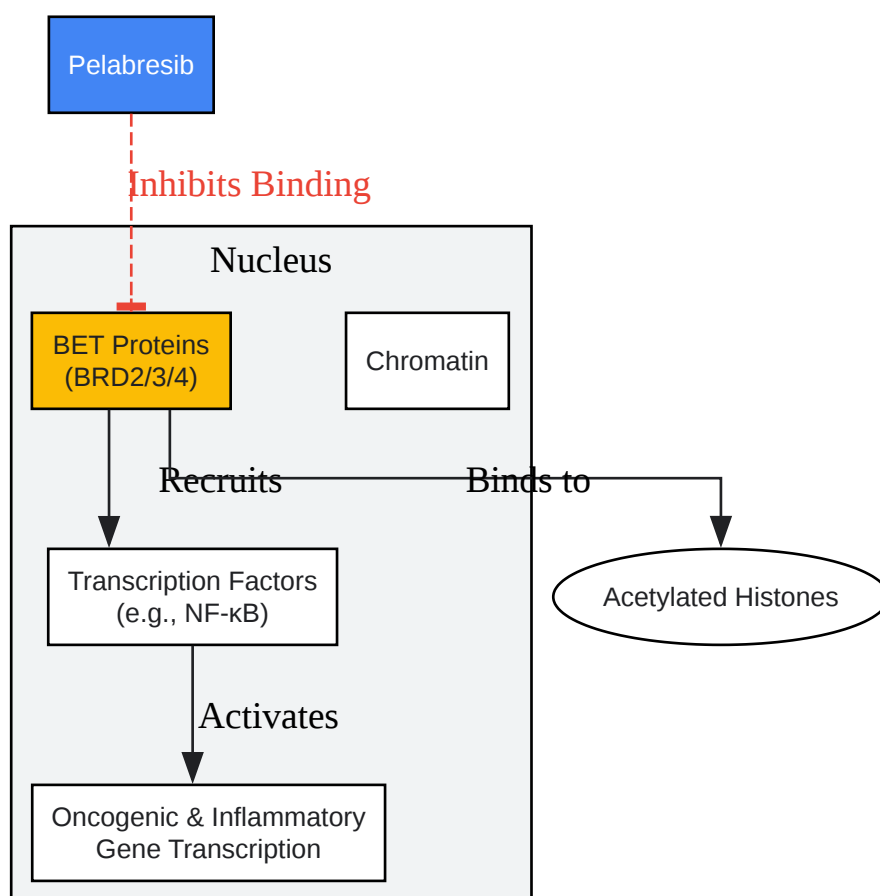 Pelabresib
Inhibits Binding
Nucleus
BET Proteins
(BRD2/3/4)
Chromatin
Recruits
Binds to
Transcription Factors
(e.g., NF-κB)
Acetylated Histones
Activates
Oncogenic & Inflammatory
Gene Transcription